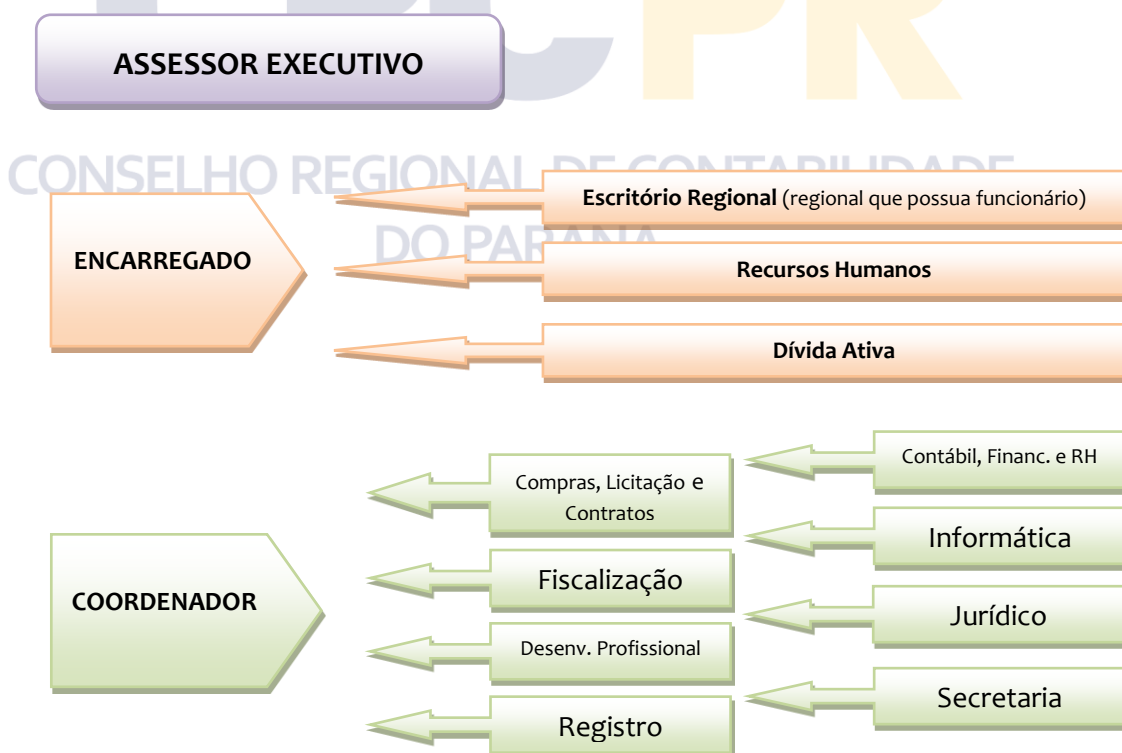 CRCPR
ASSESSOR EXECUTIVO
CONSELHO REGIONAL DE CONTABILIDADE
DO PARANÁ
ENCARREGADO
Escritório Regional (regional que possua funcionário)
Recursos Humanos
Dívida Ativa
COORDENADOR
Compras, Licitação e
Contratos
Fiscalização
Desenv. Profissional
Registro
Contábil, Financ. e RH
Informática
Jurídico
Secretaria